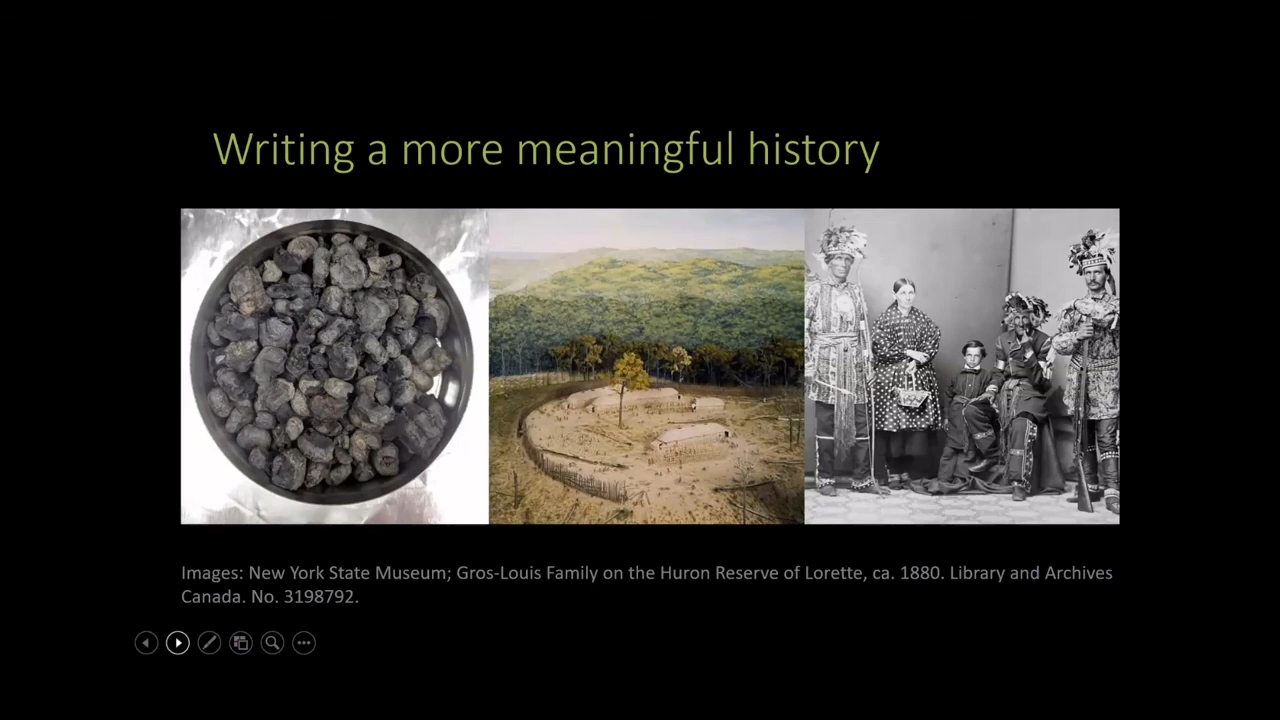 Writing a more meaningful history
Images: New York State Museum; Gros-Louis Family on the Huron Reserve of Lorette, ca. 1880. Library and Archives
Canada. No. 3198792.